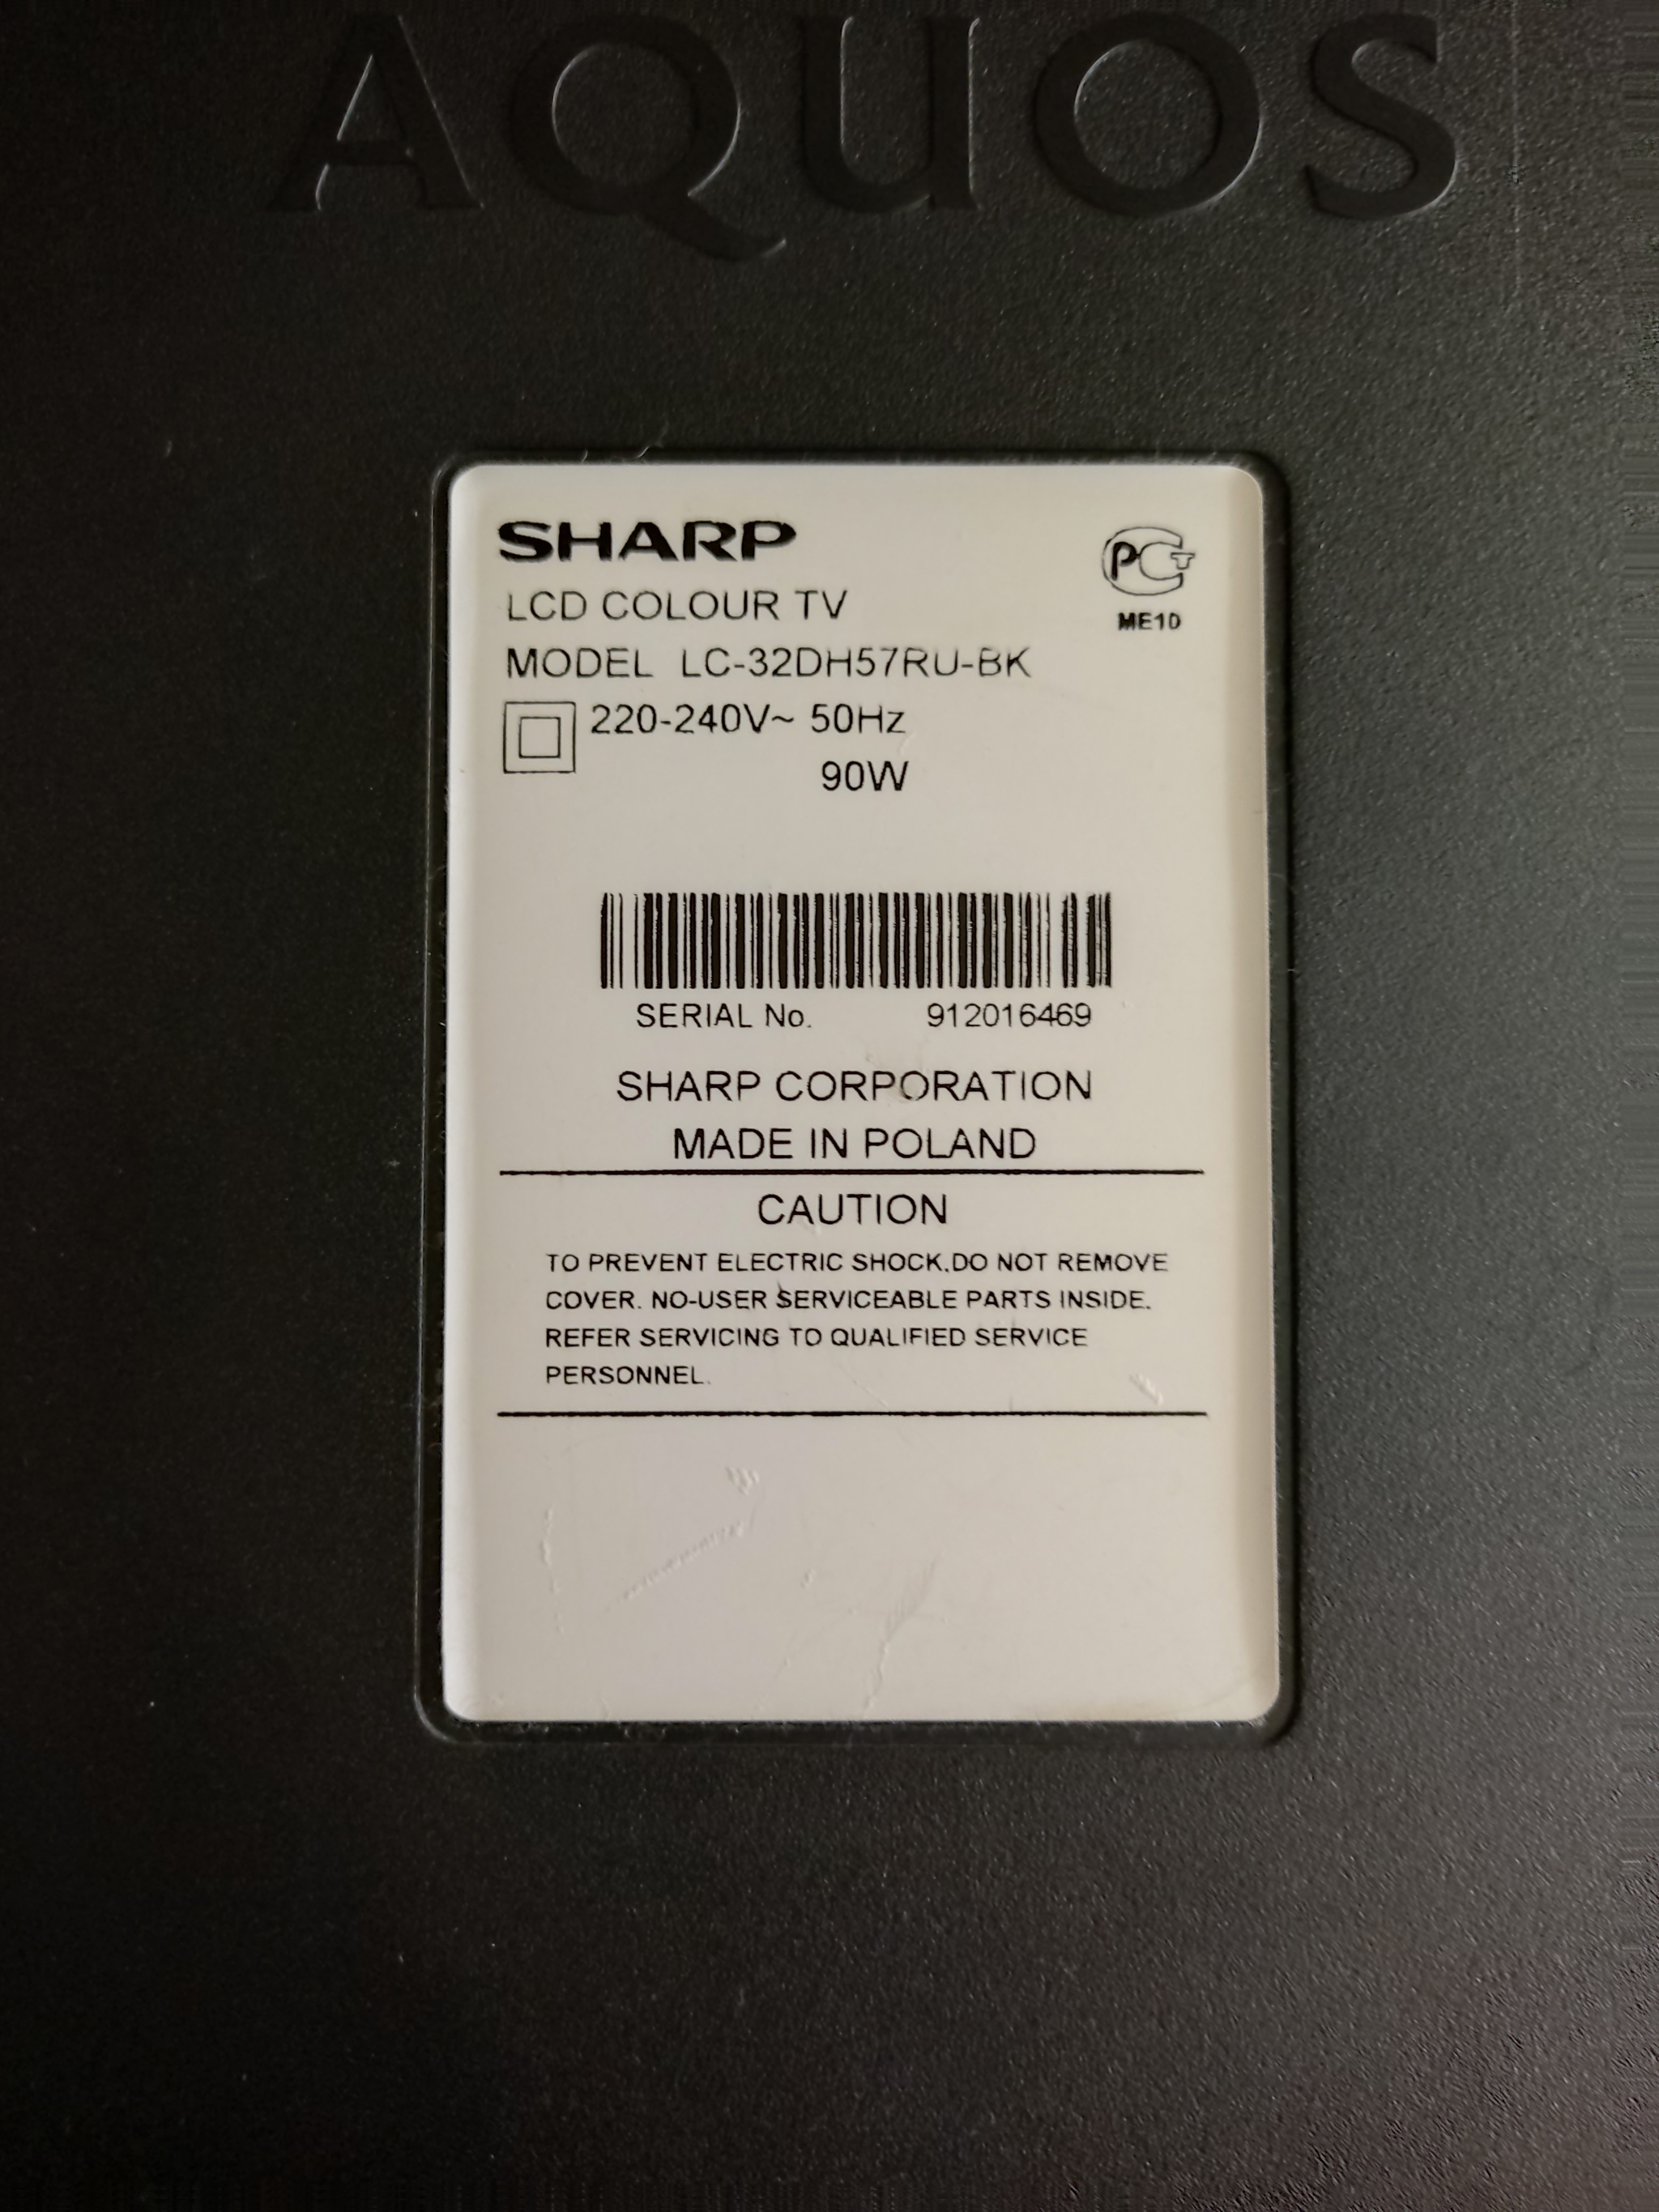 AQUOS
SHARP
РСТ
LCD COLOUR TV
ME10
MODEL LC-32DH57RU-BK
220-240V~ 50Hz
90W
SERIAL No. 912016469
SHARP CORPORATION
MADE IN POLAND
CAUTION
TO PREVENT ELECTRIC SHOCK.DO NOT REMOVE
COVER. NO-USER SERVICEABLE PARTS INSIDE.
REFER SERVICING TO QUALIFIED SERVICE
PERSONNEL.